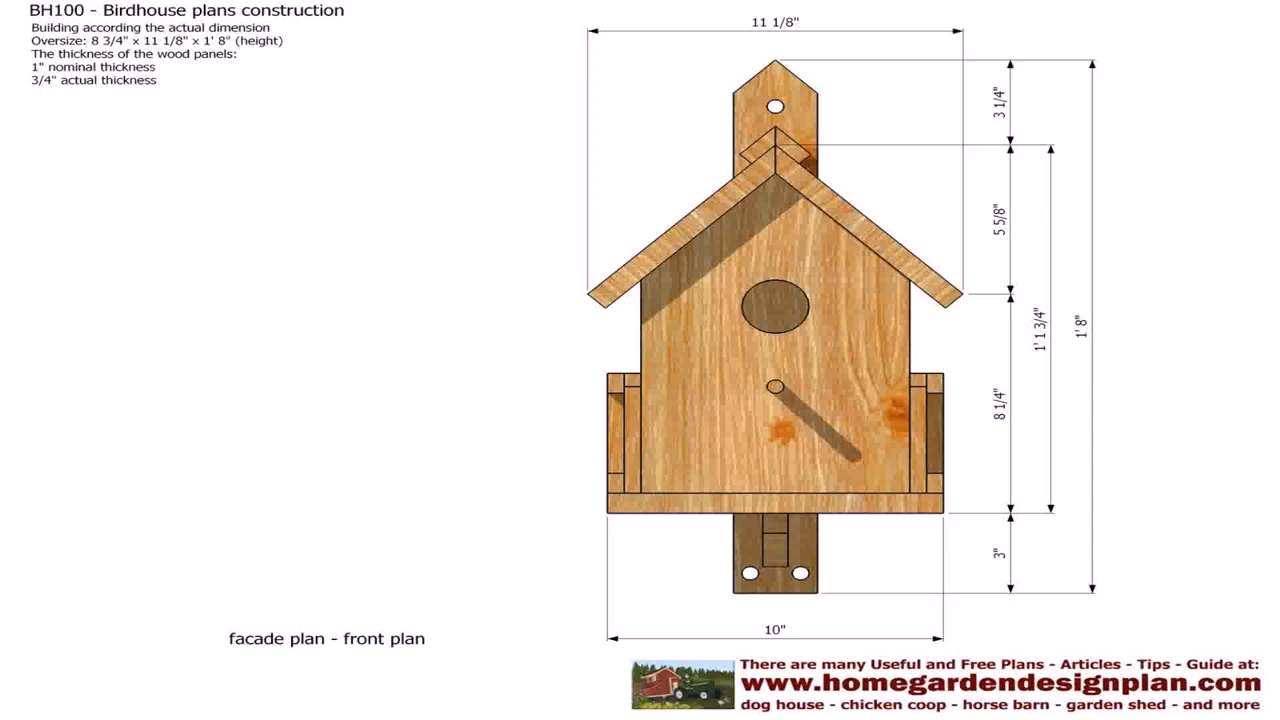 BH100 - Birdhouse plans construction
Building according the actual dimension
Oversize: 8 3/4" x 11 1/8" x 1' 8" (height)
The thickness of the wood panels:
1" nominal thickness
3/4" actual thickness
11 1/8"
3 1/4"
5 5/8"
1' 1 3/4"
1' 8"
8 1/4"
3"
10"
facade plan - front plan
There are many Useful and Free Plans - Articles - Tips - Guide at:
www.homegardendesignplan.com
dog house - chicken coop - horse barn - garden shed - and more